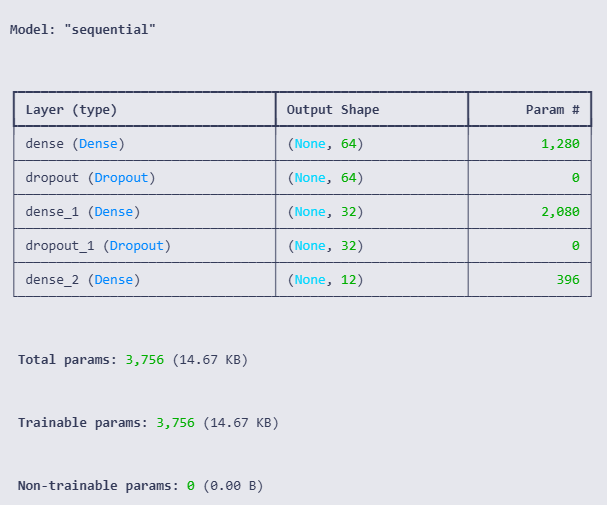 Model: "sequential"
Layer (type) Output Shape Param #
dense (Dense) (None, 64) 1,280
dropout (Dropout) (None, 64) 0
dense_1 (Dense) (None, 32) 2,080
dropout_1 (Dropout) (None, 32) 0
dense_2 (Dense) (None, 12) 396
Total params: 3,756 (14.67 KB)
Trainable params: 3,756 (14.67 KB)
Non-trainable params: 0 (0.00 B)